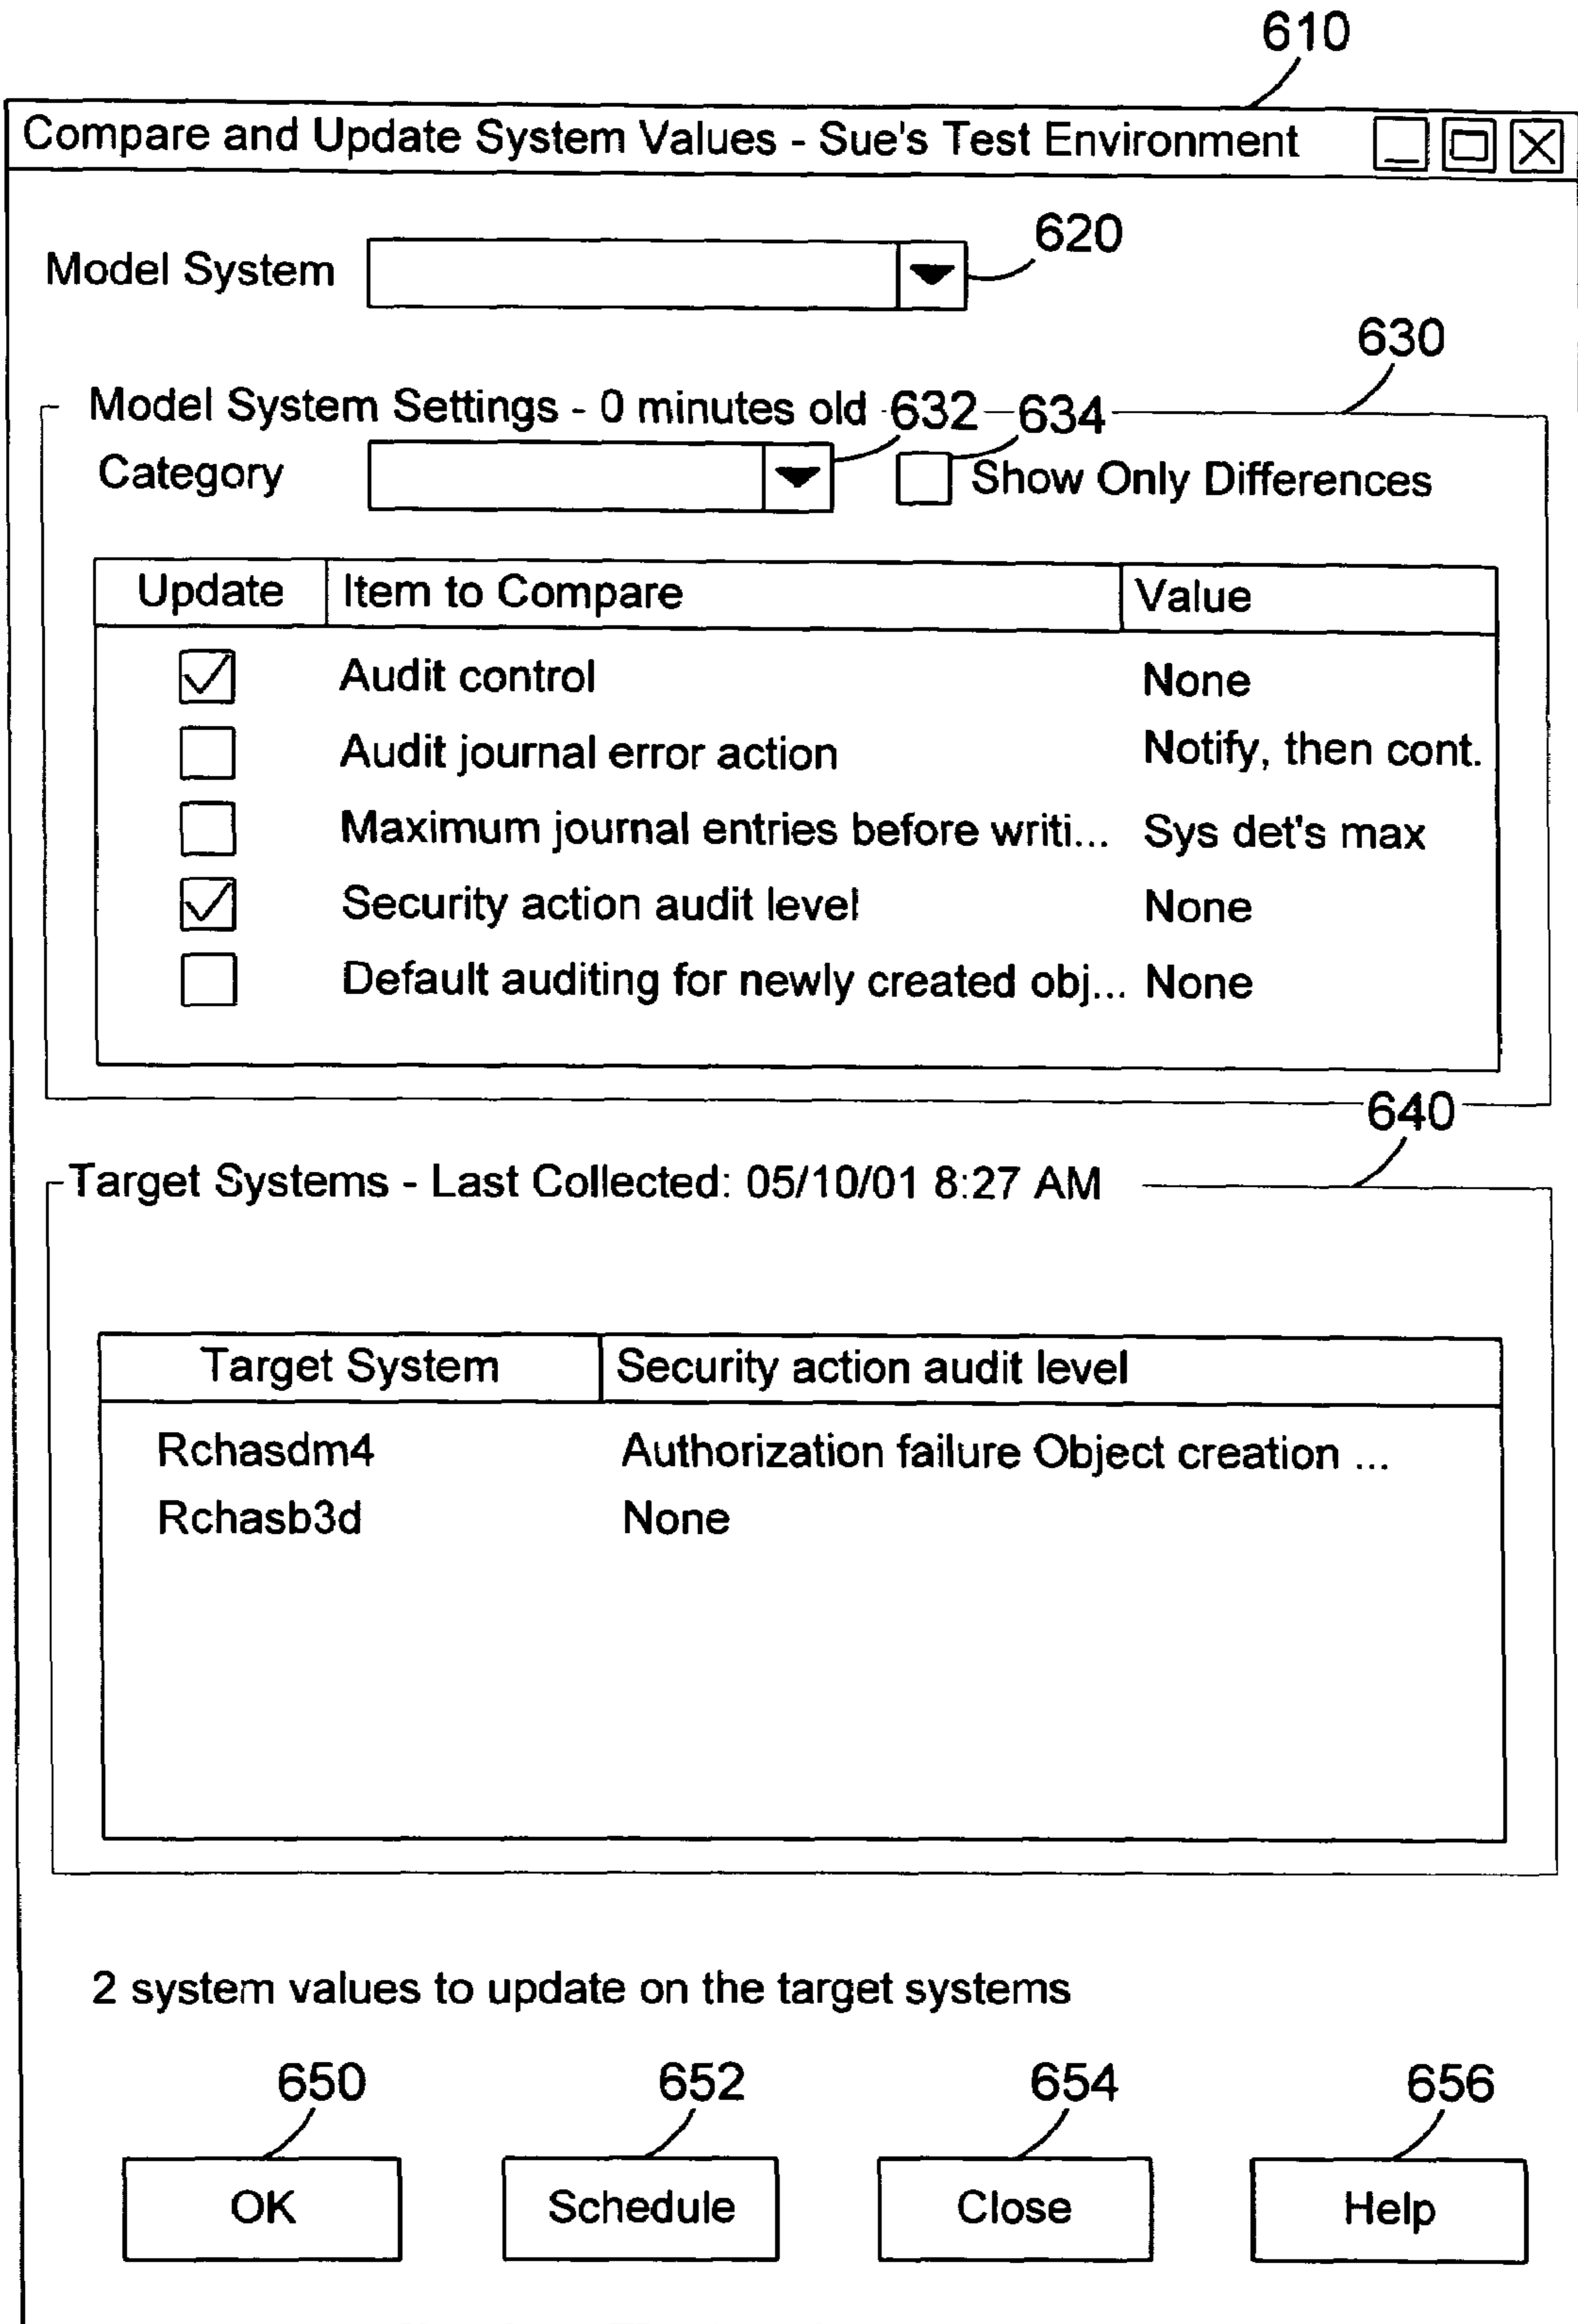 610
Compare and Update System Values - Sue's Test Environment
Model System
620
630
Model System Settings - 0 minutes old 632 634
Category
Show Only Differences
Update Item to Compare Value
Audit control None
Audit journal error action Notify, then cont.
Maximum journal entries before writi... Sys det's max
Security action audit level None
Default auditing for newly created obj... None
640
Target Systems - Last Collected: 05/10/01 8:27 AM
Target System Security action audit level
Rchasdm4 Authorization failure Object creation ...
Rchasb3d None
2 system values to update on the target systems
650 652 654 656
OK Schedule Close Help